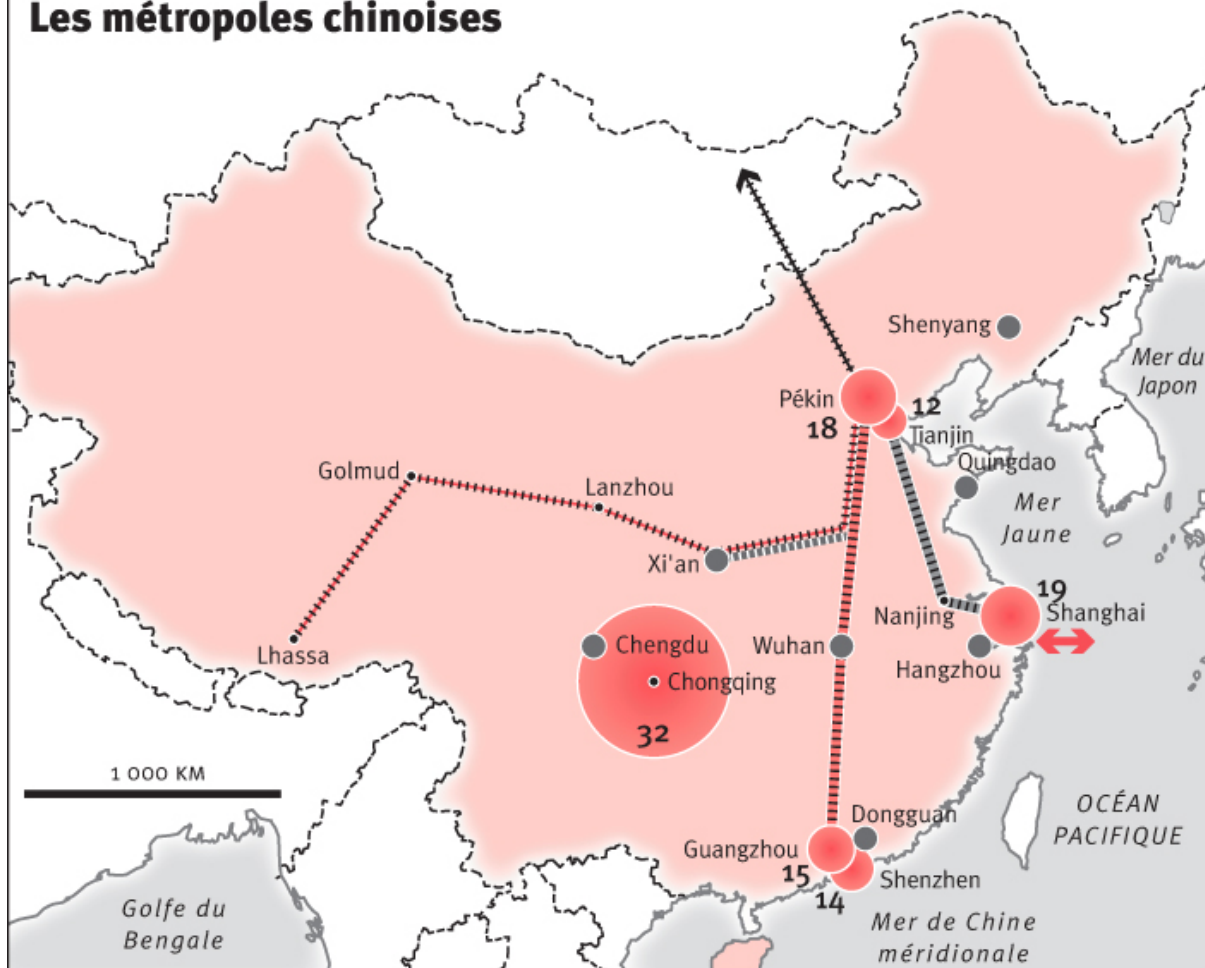 Les métropoles chinoises
Shenyang
Mer du
Japon
Pékin
18
12
Tianjin
Quingdao
Golmud
Lanzhou
Mer
Jaune
Xi'an
19
Shanghai
Nanjing
Lhassa
Chengdu
Wuhan
Hangzhou
Chongqing
32
1 000 KM
OCÉAN
PACIFIQUE
Dongguan
Guangzhou
15
Shenzhen
14
Golfe du
Bengale
Mer de Chine
méridionale